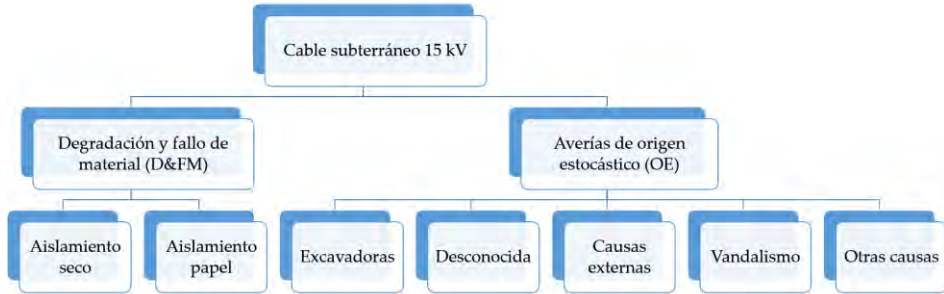 Cable subterráneo 15 kV
Degradación y fallo de
material (D&FM)
Averías de origen
estocástico (OE)
Aislamiento
seco
Aislamiento
papel
Excavadoras
Desconocida
Causas
externas
Vandalismo
Otras causas